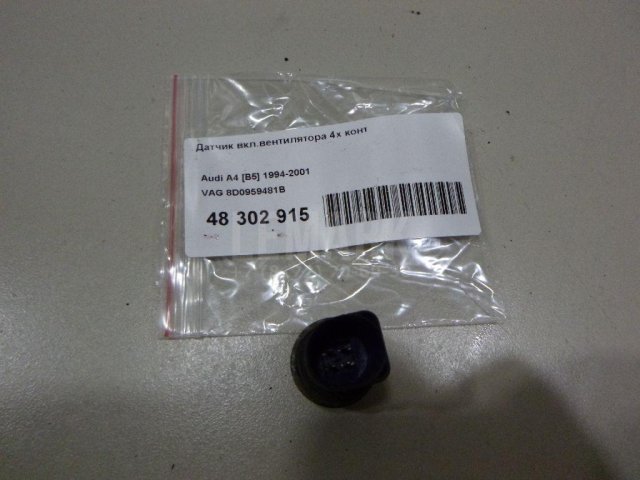 Датчик вкл.вентилятора 4х конт
Audi A4 [B5] 1994-2001
VAG 8D0959481B
48 302 915